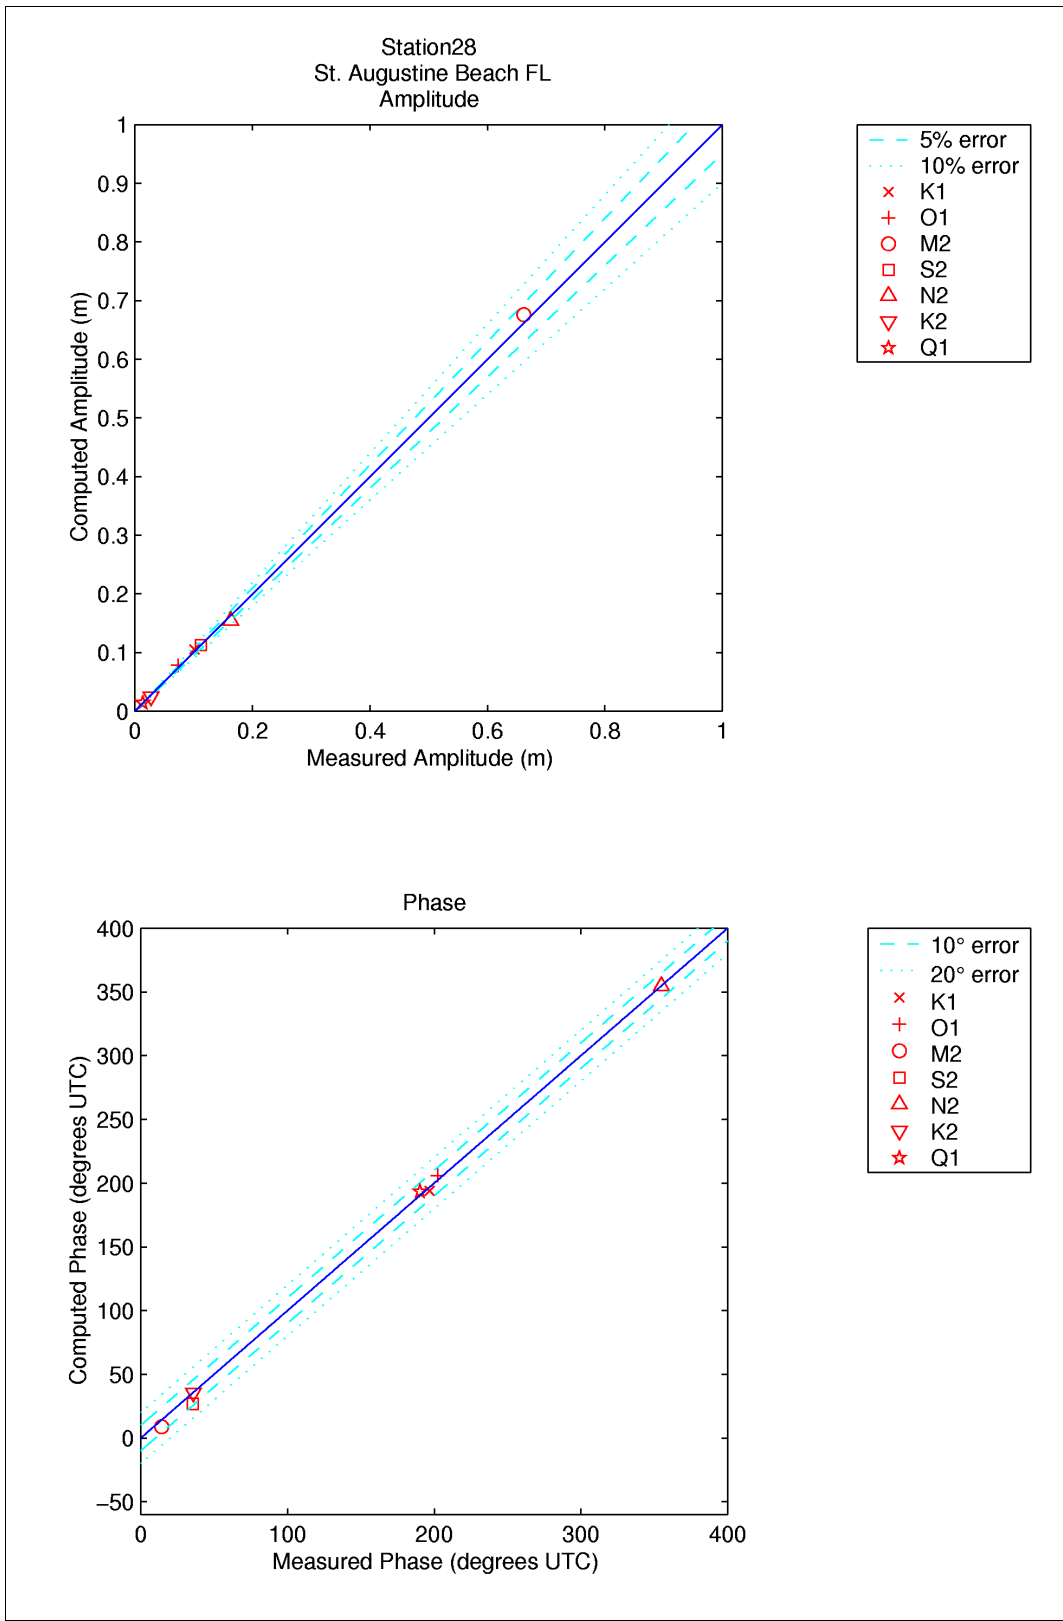 Station28
St. Augustine Beach FL
Amplitude
1
0.9
0.8
0.7
0.6
0.5
0.4
0.3
0.2
0.1
0
Computed Amplitude (m)
0 0.2 0.4 0.6 0.8 1
Measured Amplitude (m)
5% error
10% error
K1
O1
M2
S2
N2
K2
Q1
Phase
400
350
300
250
200
150
100
50
0
−50
Computed Phase (degrees UTC)
0 100 200 300 400
Measured Phase (degrees UTC)
10° error
20° error
K1
O1
M2
S2
N2
K2
Q1